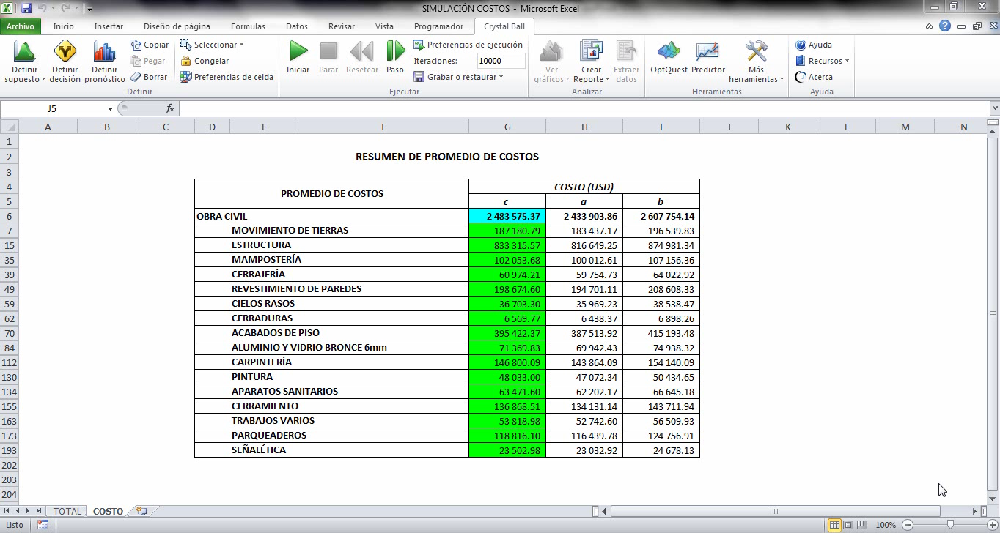 SIMULACIÓN COSTOS - Microsoft Excel
Archivo Inicio Insertar Diseño de página Fórmulas Datos Revisar Vista Programador Crystal Ball
Definir supuesto Definir decisión Definir pronóstico Copiar Pegar Borrar Seleccionar Congelar Preferencias de celda
Iniciar Parar Resetear Paso Preferencias de ejecución Iteraciones: 10000 Grabar o restaurar
Ver gráficos Crear Reporte Extraer datos OptQuest Predictor Más herramientas Ayuda Recursos Acerca
Definir Ejecutar Analizar Herramientas Ayuda
J5 fx
A B C D E F G H I J K L M N
1
2 RESUMEN DE PROMEDIO DE COSTOS
3
4 PROMEDIO DE COSTOS COSTO (USD)
5 c a b
6 OBRA CIVIL 2 483 575.37 2 433 903.86 2 607 754.14
7 MOVIMIENTO DE TIERRAS 187 180.79 183 437.17 196 539.83
15 ESTRUCTURA 833 315.57 816 649.25 874 981.34
35 MAMPOSTERÍA 102 053.68 100 012.61 107 156.36
39 CERRAJERÍA 60 974.21 59 754.73 64 022.92
49 REVESTIMIENTO DE PAREDES 198 674.60 194 701.11 208 608.33
59 CIELOS RASOS 36 703.30 35 969.23 38 538.47
62 CERRADURAS 6 569.77 6 438.37 6 898.26
70 ACABADOS DE PISO 395 422.37 387 513.92 415 193.48
84 ALUMINIO Y VIDRIO BRONCE 6mm 71 369.83 69 942.43 74 938.32
112 CARPINTERÍA 146 800.09 143 864.09 154 140.09
130 PINTURA 48 033.00 47 072.34 50 434.65
134 APARATOS SANITARIOS 63 471.60 62 202.17 66 645.18
155 CERRAMIENTO 136 868.51 134 131.14 143 711.94
163 TRABAJOS VARIOS 53 818.98 52 742.60 56 509.93
173 PARQUEADEROS 118 816.10 116 439.78 124 756.91
193 SEÑALÉTICA 23 502.98 23 032.92 24 678.13
202
203
204
TOTAL COSTO
Listo 100%